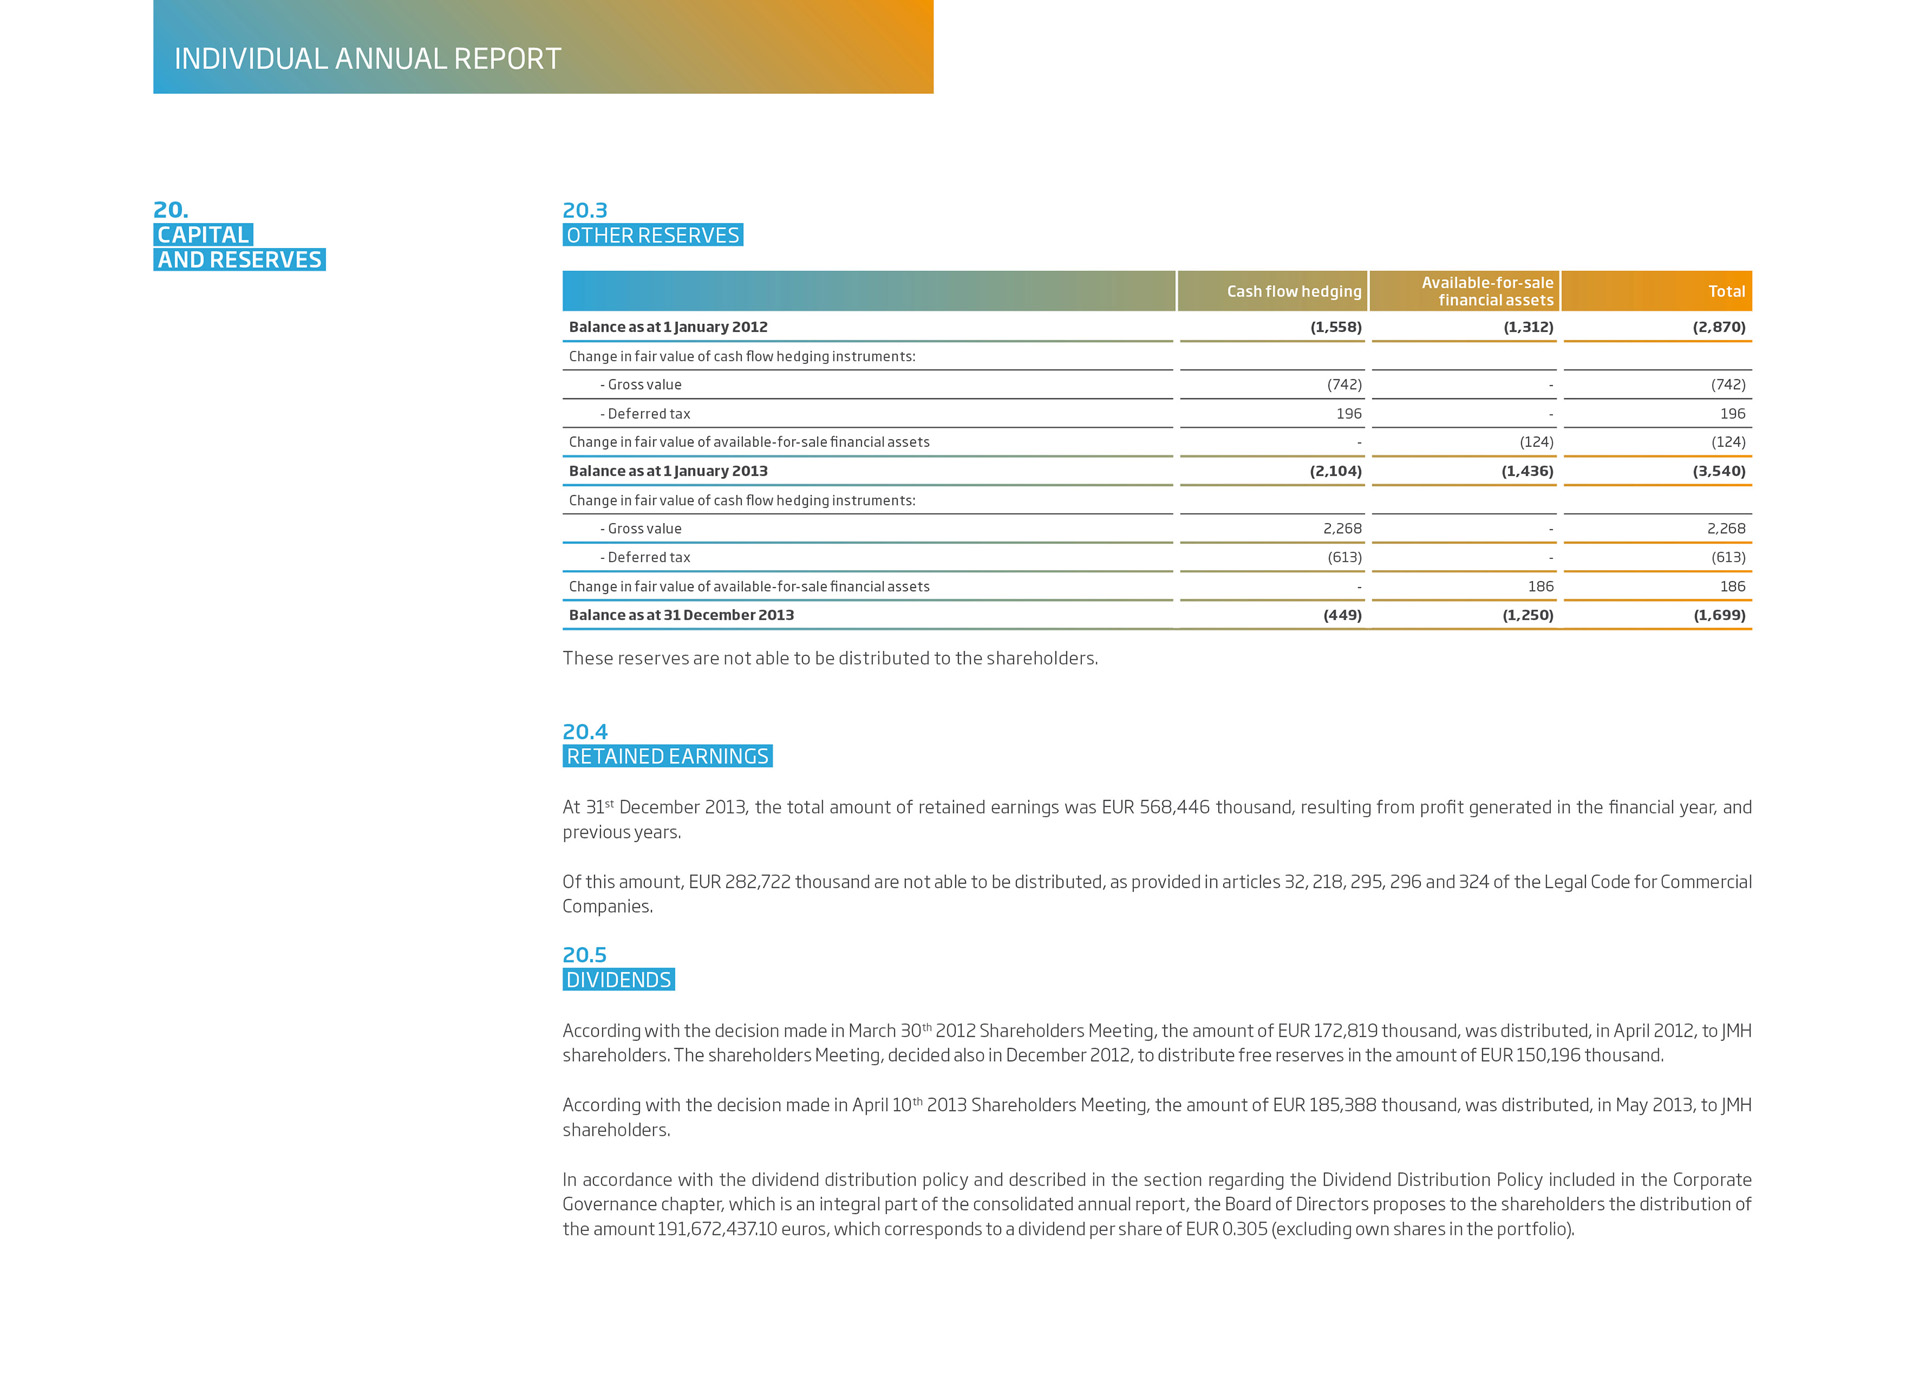 INDIVIDUAL ANNUAL REPORT
20.
CAPITAL
AND RESERVES
20.3
OTHER RESERVES
Cash flow hedging Available-for-sale financial assets Total
Balance as at 1 January 2012 (1,558) (1,312) (2,870)
Change in fair value of cash flow hedging instruments:
- Gross value (742) - (742)
- Deferred tax 196 - 196
Change in fair value of available-for-sale financial assets - (124) (124)
Balance as at 1 January 2013 (2,104) (1,436) (3,540)
Change in fair value of cash flow hedging instruments:
- Gross value 2,268 - 2,268
- Deferred tax (613) - (613)
Change in fair value of available-for-sale financial assets - 186 186
Balance as at 31 December 2013 (449) (1,250) (1,699)
These reserves are not able to be distributed to the shareholders.
20.4
RETAINED EARNINGS
At 31st December 2013, the total amount of retained earnings was EUR 568,446 thousand, resulting from profit generated in the financial year, and
previous years.
Of this amount, EUR 282,722 thousand are not able to be distributed, as provided in articles 32, 218, 295, 296 and 324 of the Legal Code for Commercial
Companies.
20.5
DIVIDENDS
According with the decision made in March 30th 2012 Shareholders Meeting, the amount of EUR 172,819 thousand, was distributed, in April 2012, to JMH
shareholders. The shareholders Meeting, decided also in December 2012, to distribute free reserves in the amount of EUR 150,196 thousand.
According with the decision made in April 10th 2013 Shareholders Meeting, the amount of EUR 185,388 thousand, was distributed, in May 2013, to JMH
shareholders.
In accordance with the dividend distribution policy and described in the section regarding the Dividend Distribution Policy included in the Corporate
Governance chapter, which is an integral part of the consolidated annual report, the Board of Directors proposes to the shareholders the distribution of
the amount 191,672,437.10 euros, which corresponds to a dividend per share of EUR 0.305 (excluding own shares in the portfolio).